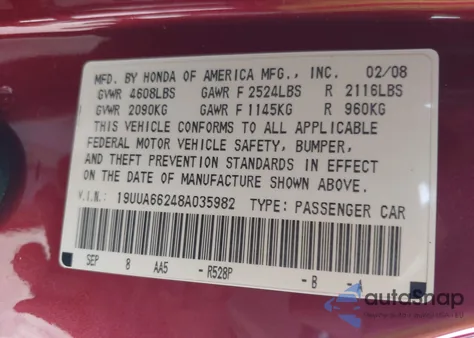 MFD. BY HONDA OF AMERICA MFG., INC. 02/08
GVWR 4608LBS GAWR F 2524LBS R 2116LBS
GVWR 2090KG GAWR F 1145KG R 960KG
THIS VEHICLE CONFORMS TO ALL APPLICABLE
FEDERAL MOTOR VEHICLE SAFETY, BUMPER,
AND THEFT PREVENTION STANDARDS IN EFFECT
ON THE DATE OF MANUFACTURE SHOWN ABOVE.
V.I.N.: 19UUA66248A035982 TYPE: PASSENGER CAR
SEP 8 AA5 - R528P - B -
autoSnap